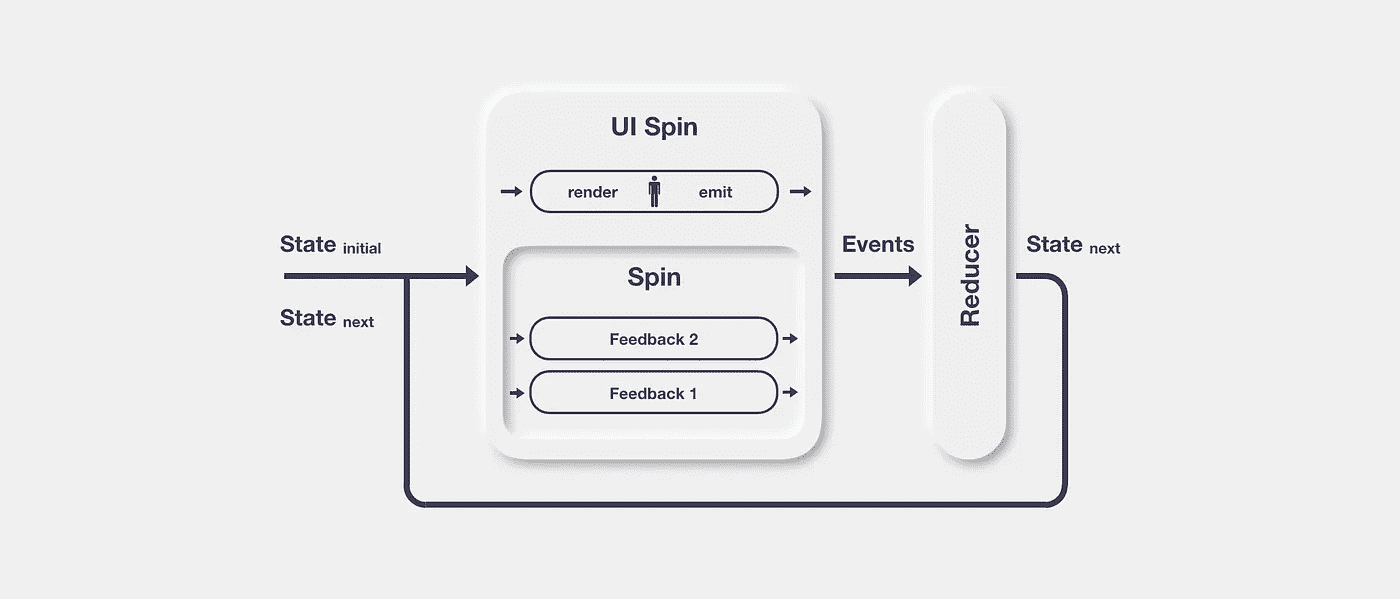 UI Spin
render emit
State initial
State next
Spin
Feedback 2
Feedback 1
Events
Reducer
State next